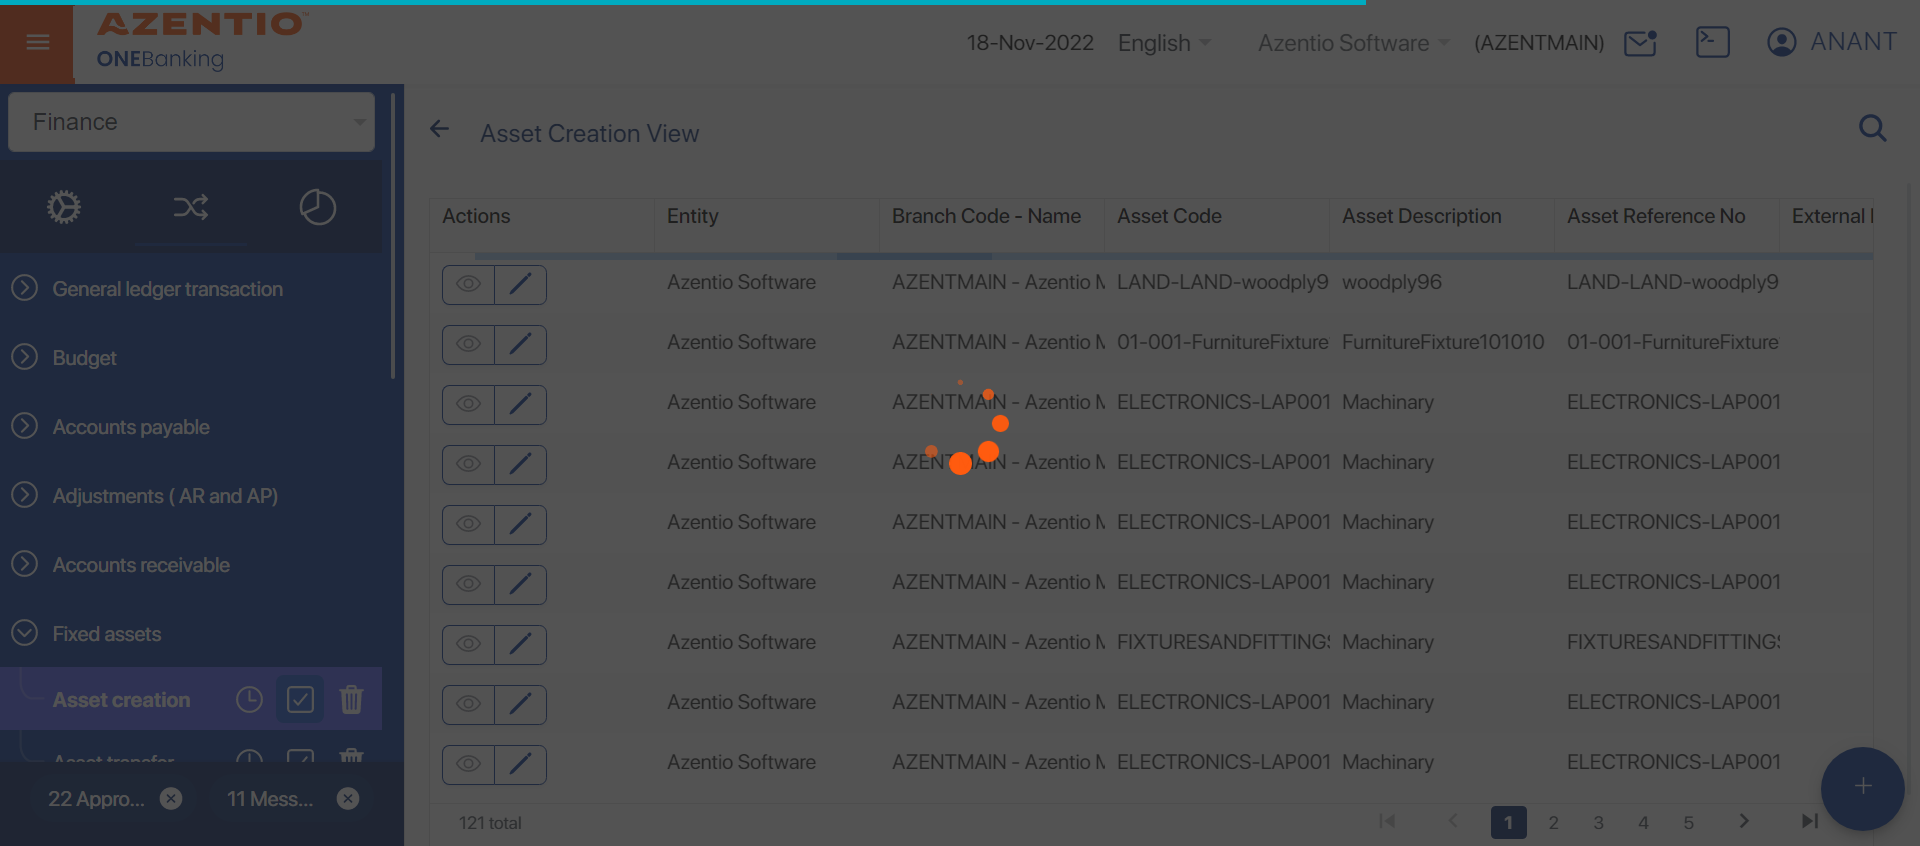 AZENTIO™
ONEBanking
18-Nov-2022 English Azentio Software (AZENTMAIN) ANANT
Finance
General ledger transaction
Budget
Accounts payable
Adjustments ( AR and AP)
Accounts receivable
Fixed assets
Asset creation
Asset transfer
22 Appro... 11 Mess...
Asset Creation View
Actions Entity Branch Code - Name Asset Code Asset Description Asset Reference No External
Azentio Software AZENTMAIN - Azentio M LAND-LAND-woodply9 woodply96 LAND-LAND-woodply9
Azentio Software AZENTMAIN - Azentio M 01-001-FurnitureFixture FurnitureFixture101010 01-001-FurnitureFixture
Azentio Software AZENTMAIN - Azentio M ELECTRONICS-LAP001 Machinary ELECTRONICS-LAP001
Azentio Software AZENTMAIN - Azentio M ELECTRONICS-LAP001 Machinary ELECTRONICS-LAP001
Azentio Software AZENTMAIN - Azentio M ELECTRONICS-LAP001 Machinary ELECTRONICS-LAP001
Azentio Software AZENTMAIN - Azentio M ELECTRONICS-LAP001 Machinary ELECTRONICS-LAP001
Azentio Software AZENTMAIN - Azentio M FIXTURESANDFITTINGS Machinary FIXTURESANDFITTINGS
Azentio Software AZENTMAIN - Azentio M ELECTRONICS-LAP001 Machinary ELECTRONICS-LAP001
Azentio Software AZENTMAIN - Azentio M ELECTRONICS-LAP001 Machinary ELECTRONICS-LAP001
121 total 1 2 3 4 5